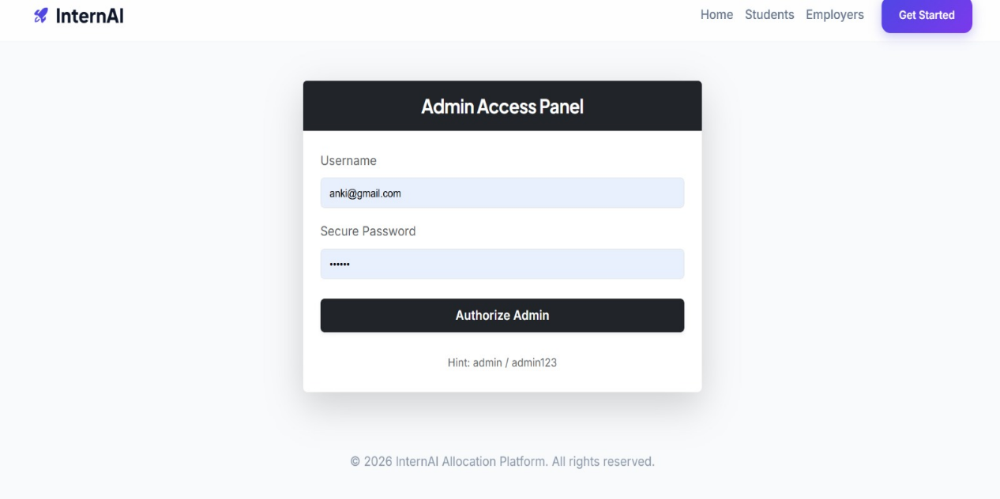 InternAI
Home Students Employers Get Started
Admin Access Panel
Username
anki@gmail.com
Secure Password
••••••
Authorize Admin
Hint: admin / admin123
© 2026 InternAI Allocation Platform. All rights reserved.